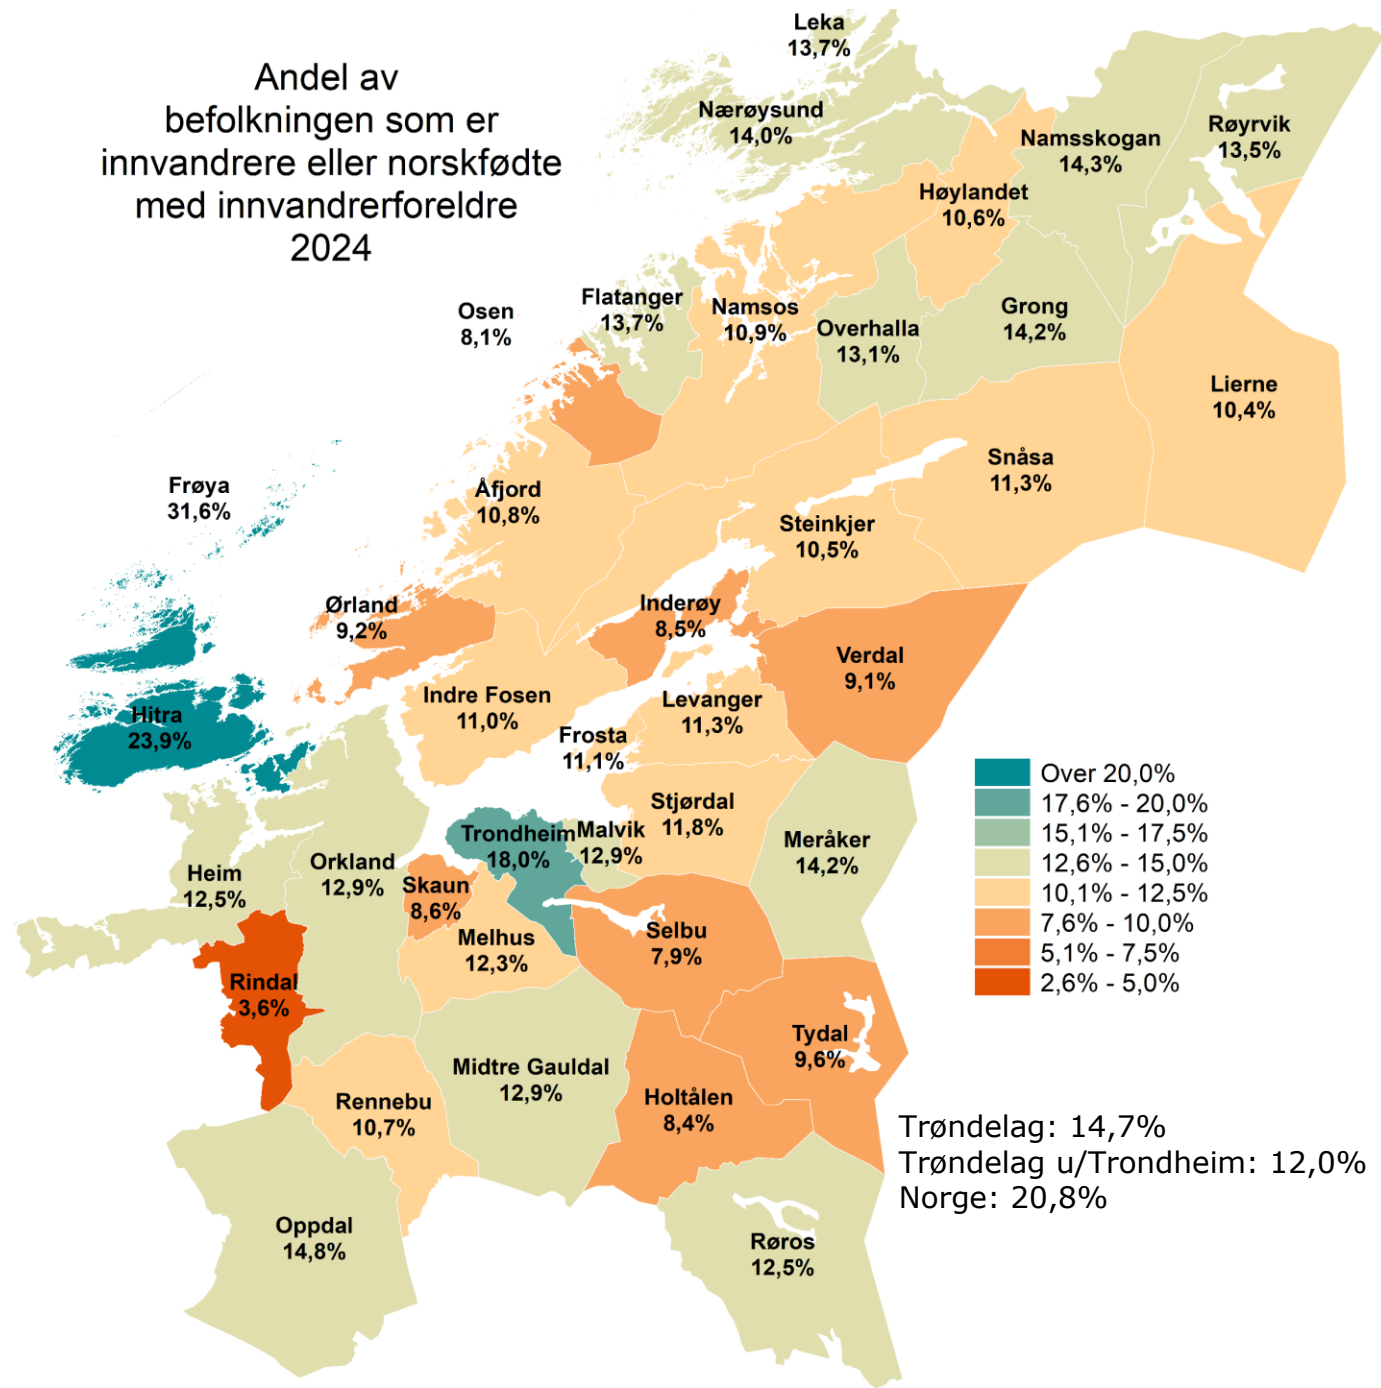 Andel av
befolkningen som er
innvandrere eller norskfødte
med innvandrerforeldre
2024
Leka
13,7%
Nærøysund
14,0%
Namsskogan
14,3%
Røyrvik
13,5%
Høylandet
10,6%
Osen
8,1%
Flatanger
13,7%
Namsos
10,9%
Overhalla
13,1%
Grong
14,2%
Lierne
10,4%
Snåsa
11,3%
Frøya
31,6%
Åfjord
10,8%
Steinkjer
10,5%
Ørland
9,2%
Inderøy
8,5%
Verdal
9,1%
Hitra
23,9%
Indre Fosen
11,0%
Levanger
11,3%
Frosta
11,1%
Stjørdal
11,8%
Trondheim
18,0%
Malvik
12,9%
Meråker
14,2%
Heim
12,5%
Orkland
12,9%
Skaun
8,6%
Melhus
12,3%
Selbu
7,9%
Rindal
3,6%
Tydal
9,6%
Midtre Gauldal
12,9%
Holtålen
8,4%
Rennebu
10,7%
Oppdal
14,8%
Røros
12,5%
Over 20,0%
17,6% - 20,0%
15,1% - 17,5%
12,6% - 15,0%
10,1% - 12,5%
7,6% - 10,0%
5,1% - 7,5%
2,6% - 5,0%
Trøndelag: 14,7%
Trøndelag u/Trondheim: 12,0%
Norge: 20,8%